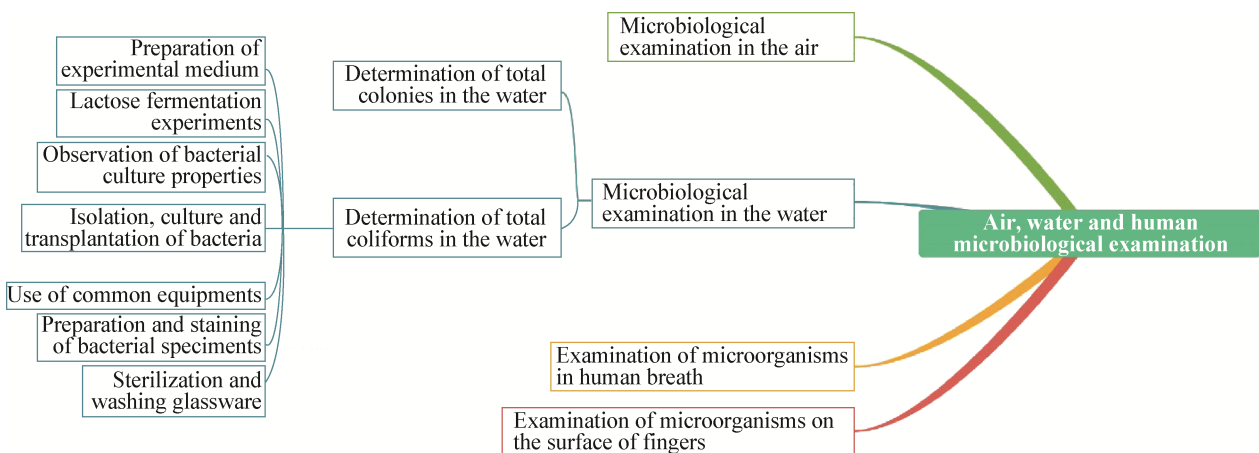 Preparation of
experimental medium
Lactose fermentation
experiments
Observation of bacterial
culture properties
Isolation, culture and
transplantation of bacteria
Use of common equipments
Preparation and staining
of bacterial speciments
Sterilization and
washing glassware
Determination of total
colonies in the water
Determination of total
coliforms in the water
Microbiological
examination in the air
Microbiological
examination in the water
Examination of microorganisms
in human breath
Examination of microorganisms on
the surface of fingers
Air, water and human
microbiological examination